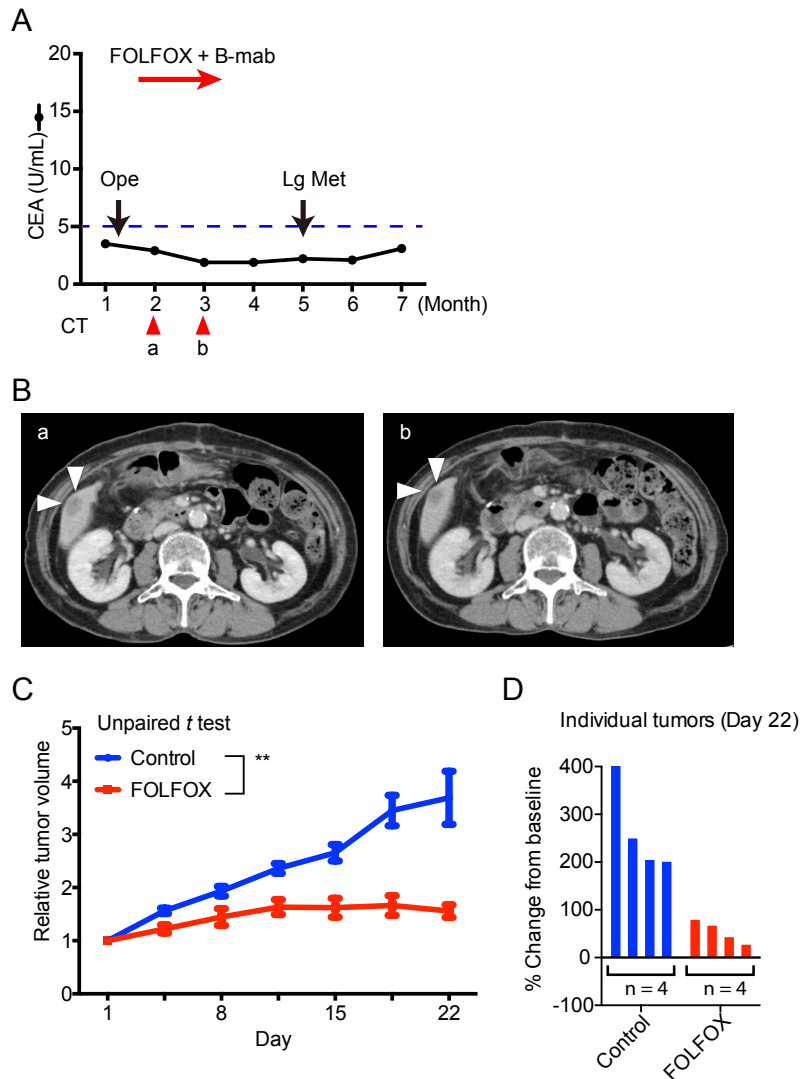 A
FOLFOX + B-mab
20
15
10
5
0
CEA (U/mL)
Ope
Lg Met
1 2 3 4 5 6 7 (Month)
CT
a b
B
a
b
C
Unpaired t test
Control
FOLFOX
**
5
4
3
2
1
0
Relative tumor volume
1 8 15 22
Day
D
Individual tumors (Day 22)
400
300
200
100
0
-100
% Change from baseline
n = 4 n = 4
Control
FOLFOX